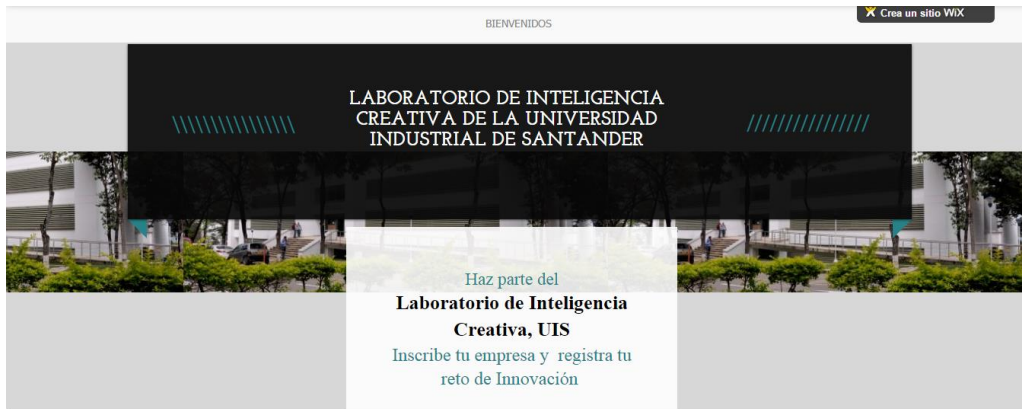 BIENVENIDOS
Crea un sitio WiX
LABORATORIO DE INTELIGENCIA
CREATIVA DE LA UNIVERSIDAD
INDUSTRIAL DE SANTANDER
Haz parte del
Laboratorio de Inteligencia
Creativa, UIS
Inscribe tu empresa y registra tu
reto de Innovación